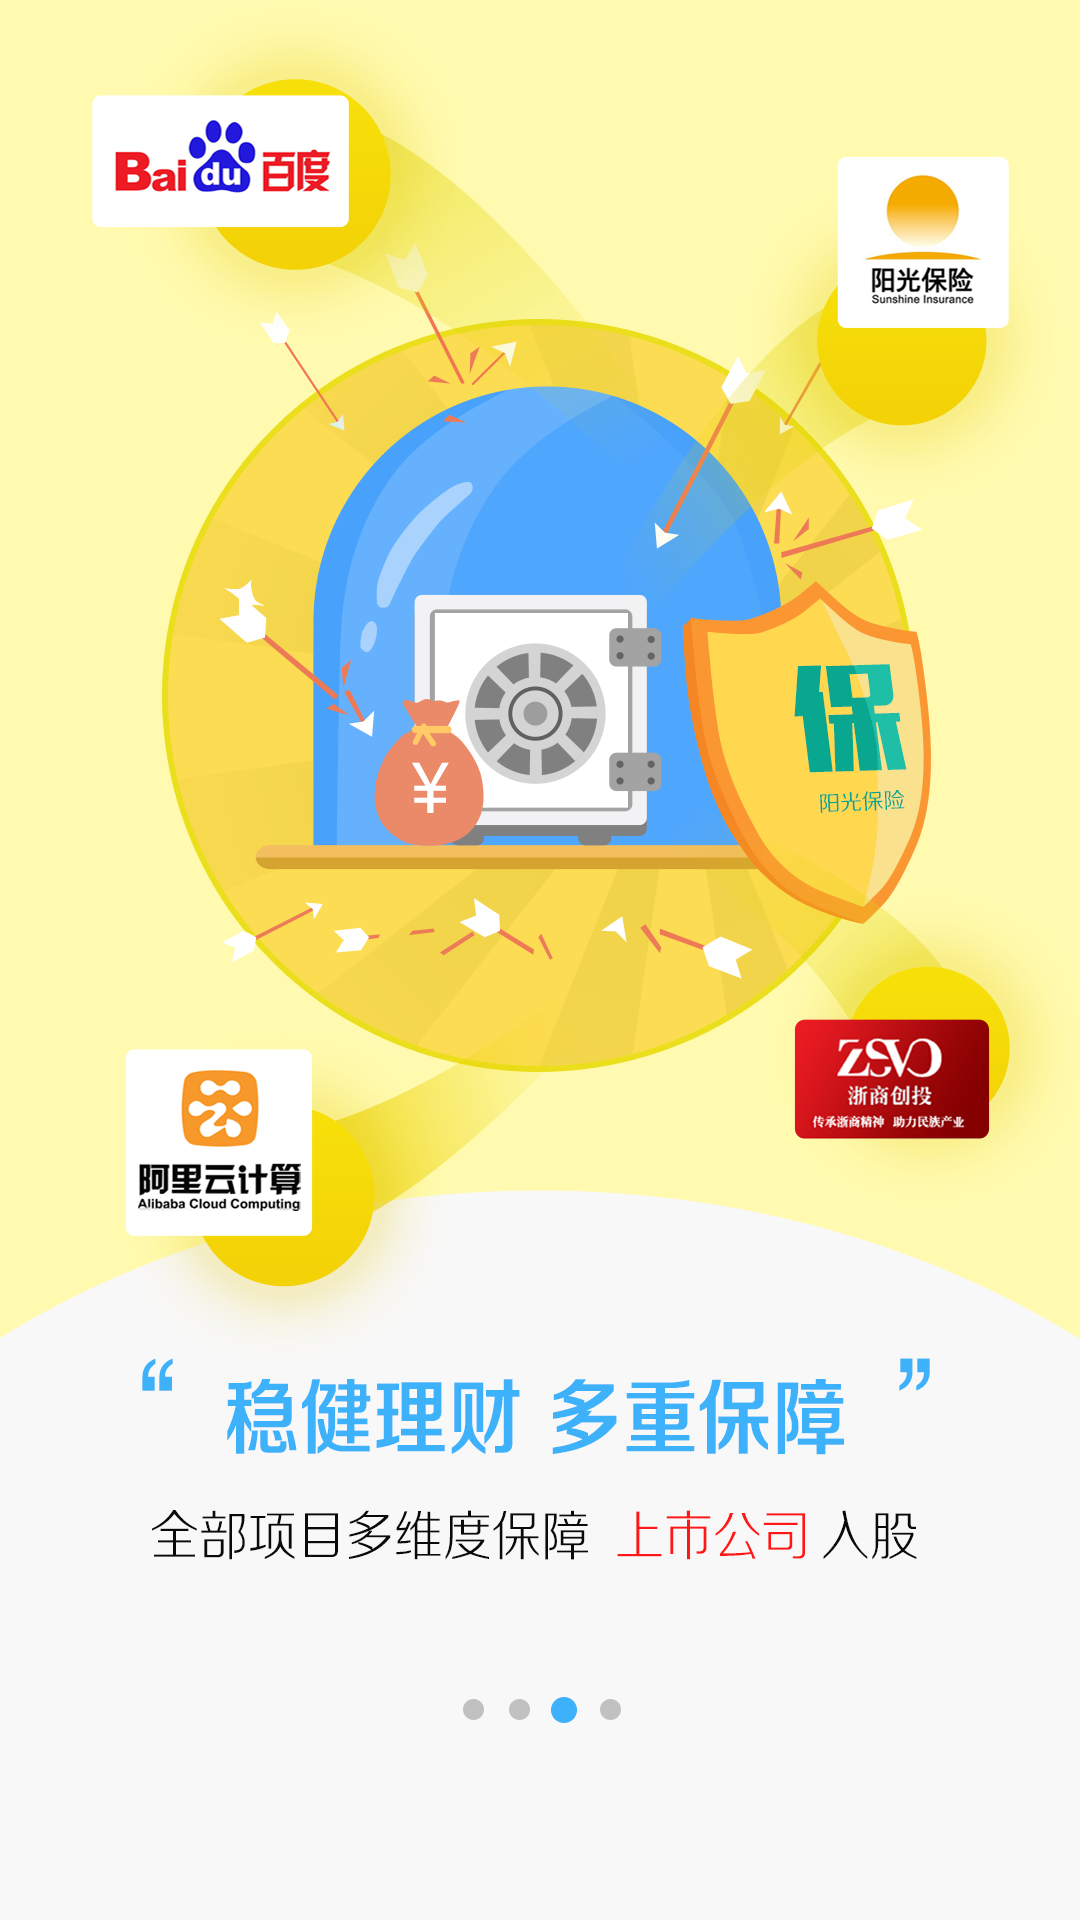 Bai du 百度
阳光保险
Sunshine Insurance
保
阳光保险
¥
ZSVC
浙商创投
传承浙商精神 助力民族产业
阿里云计算
Alibaba Cloud Computing
“ 稳健理财 多重保障 ”
全部项目多维度保障 上市公司 入股